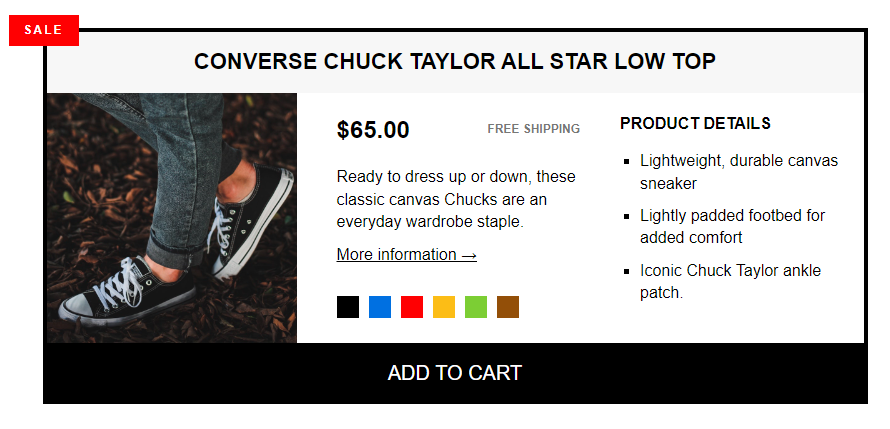 SALE
CONVERSE CHUCK TAYLOR ALL STAR LOW TOP
$65.00
FREE SHIPPING
Ready to dress up or down, these
classic canvas Chucks are an
everyday wardrobe staple.
More information →
PRODUCT DETAILS
Lightweight, durable canvas
sneaker
Lightly padded footbed for
added comfort
Iconic Chuck Taylor ankle
patch.
ADD TO CART